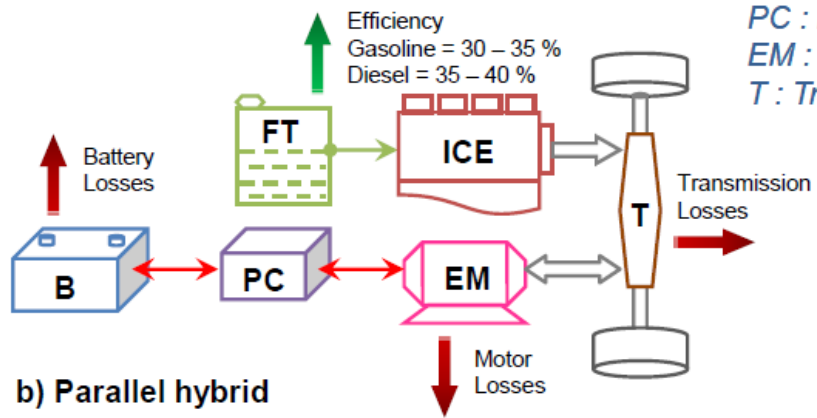 Efficiency
Gasoline = 30 – 35 %
Diesel = 35 – 40 %
PC :
EM :
T :
FT
ICE
Battery
Losses
Transmission
Losses
T
B
PC
EM
Motor
Losses
b) Parallel hybrid